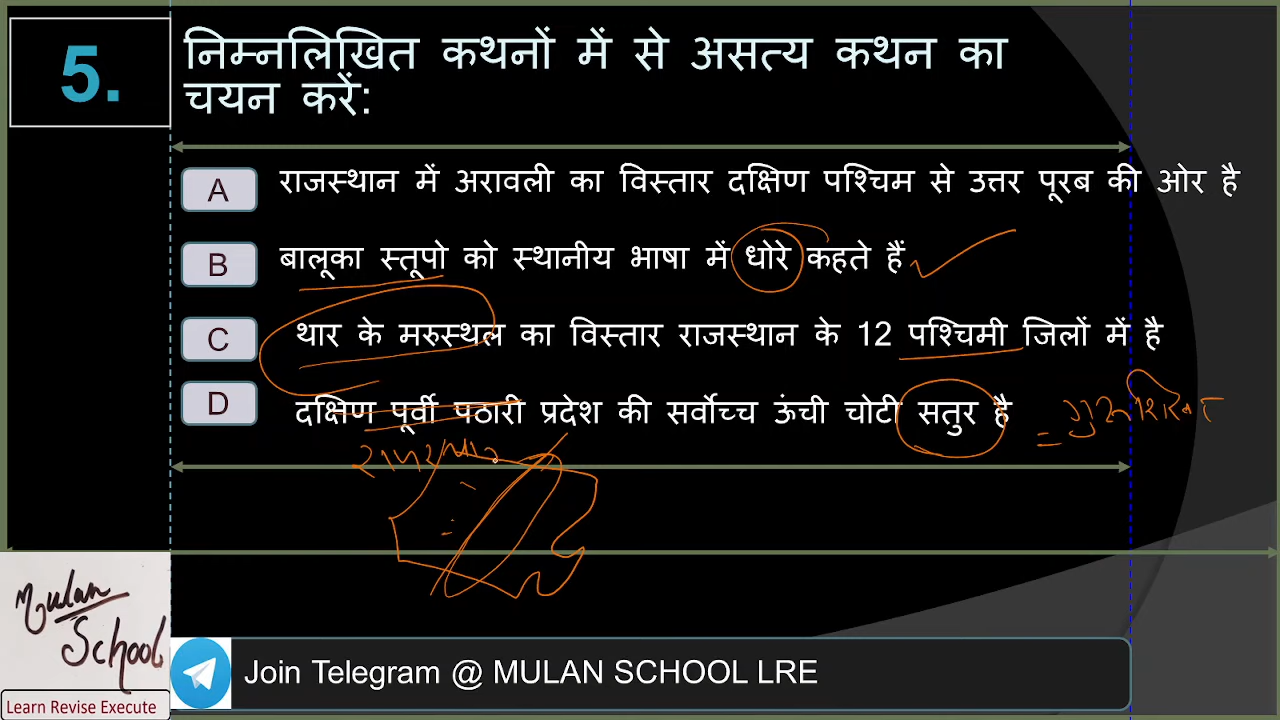 5.
निम्नलिखित कथनों में से असत्य कथन का
चयन करें:
A राजस्थान में अरावली का विस्तार दक्षिण पश्चिम से उत्तर पूरब की ओर है
B बालूका स्तूपो को स्थानीय भाषा में धोरे कहते हैं
C थार के मरुस्थल का विस्तार राजस्थान के 12 पश्चिमी जिलों में है
D दक्षिण पूर्वी पठारी प्रदेश की सर्वोच्च ऊंची चोटी सतुर है
=
Mulan
School
Learn Revise Execute
Join Telegram @ MULAN SCHOOL LRE